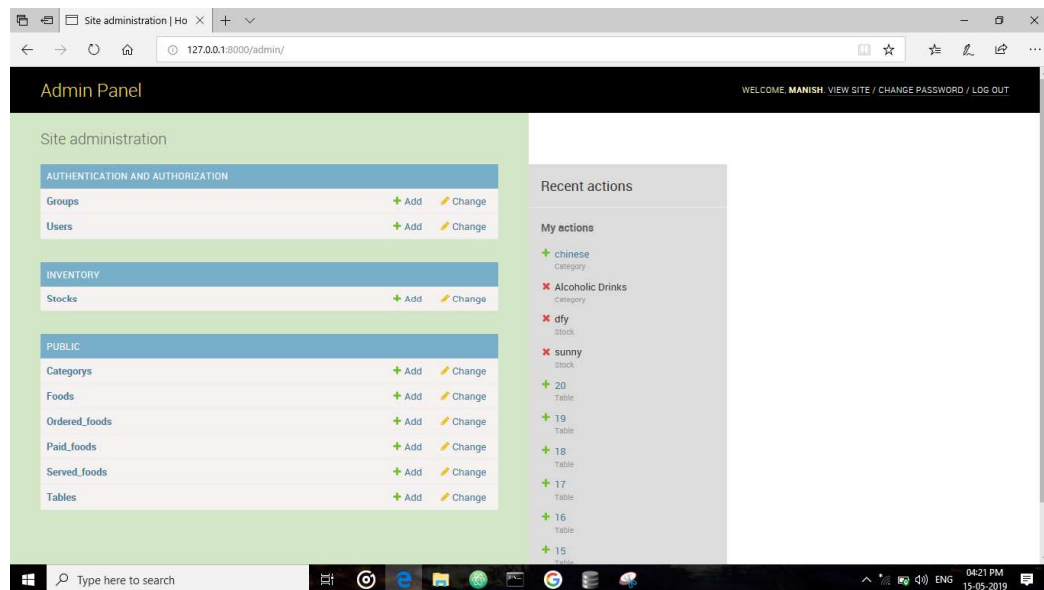 Site administration | Ho
127.0.0.1:8000/admin/
Admin Panel
WELCOME, MANISH. VIEW SITE / CHANGE PASSWORD / LOG OUT
Site administration
AUTHENTICATION AND AUTHORIZATION
Groups Add Change
Users Add Change
INVENTORY
Stocks Add Change
PUBLIC
Categorys Add Change
Foods Add Change
Ordered_foods Add Change
Paid_foods Add Change
Served_foods Add Change
Tables Add Change
Recent actions
My actions
chinese
Category
Alcoholic Drinks
Category
dfy
Stock
sunny
Stock
20
Table
19
Table
18
Table
17
Table
16
Table
15
Table
Type here to search
ENG
04:21 PM
15-05-2019